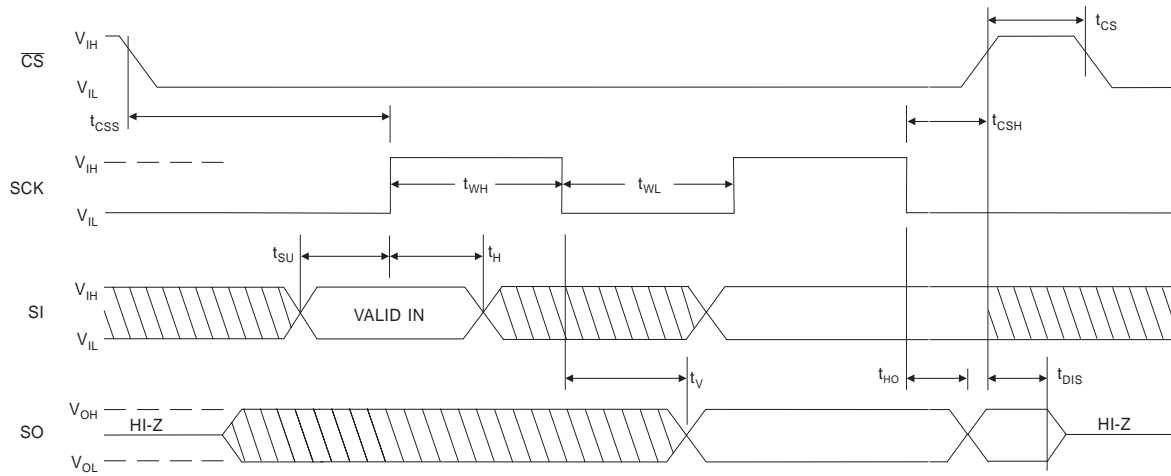 t_CS
V_IH
C̅S̅
V_IL
t_CSS
t_CSH
V_IH
SCK
t_WH
t_WL
V_IL
t_SU
t_H
V_IH
SI
VALID IN
V_IL
t_V
t_HO
t_DIS
V_OH
SO
HI-Z
HI-Z
V_OL